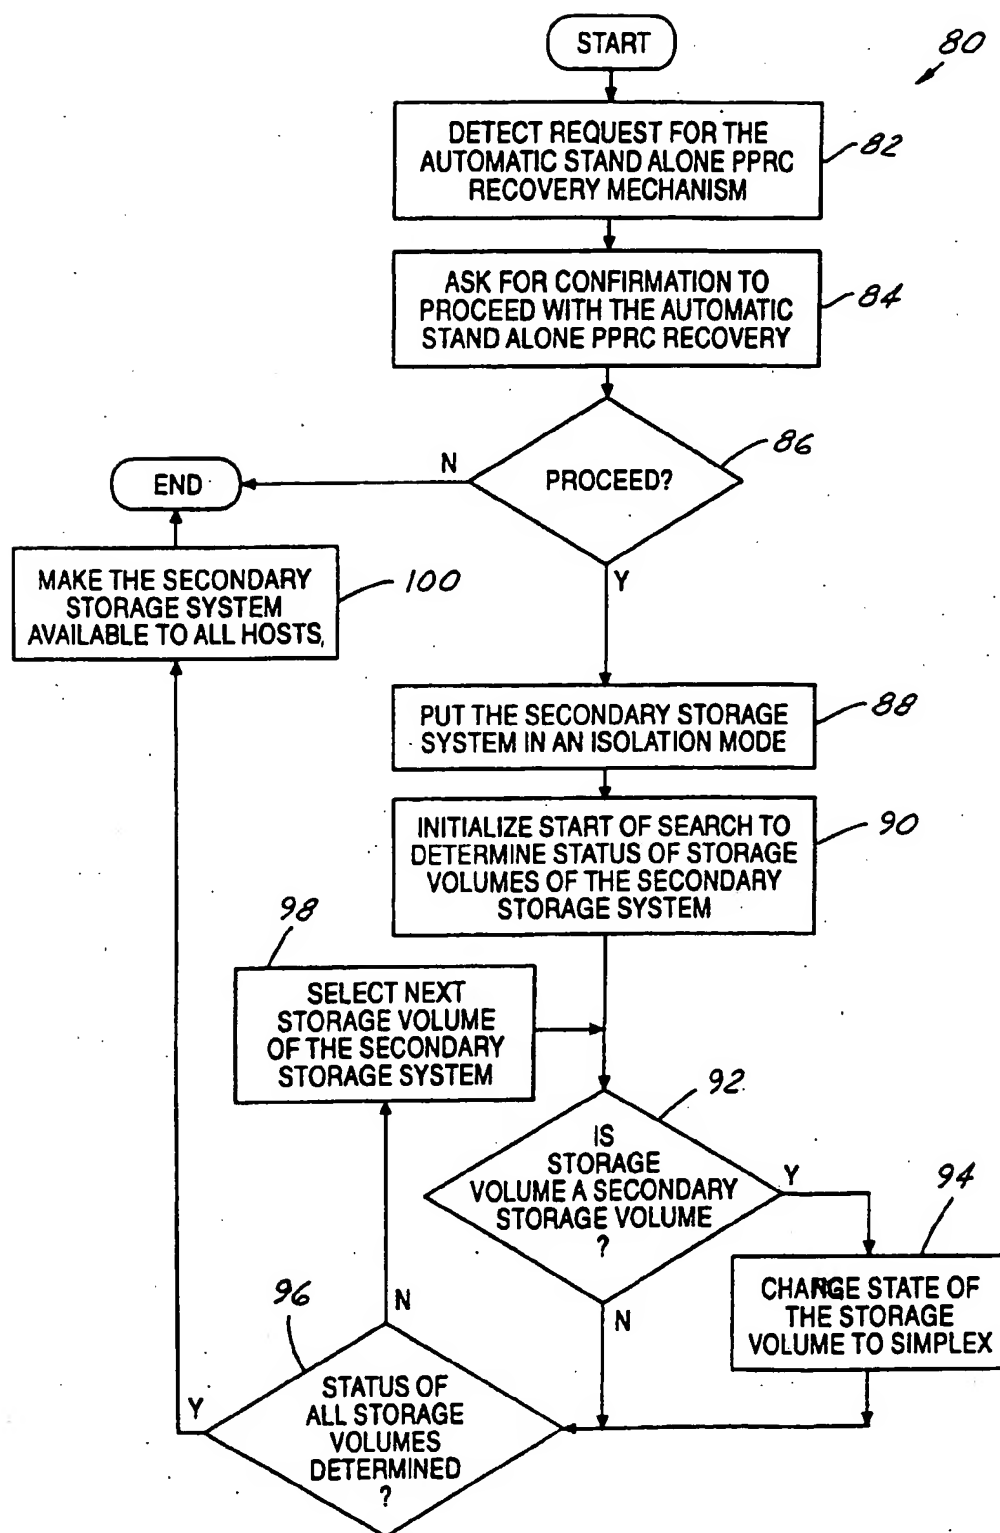 START
80
DETECT REQUEST FOR THE
AUTOMATIC STAND ALONE PPRC
RECOVERY MECHANISM
82
ASK FOR CONFIRMATION TO
PROCEED WITH THE AUTOMATIC
STAND ALONE PPRC RECOVERY
84
PROCEED?
86
N
Y
END
MAKE THE SECONDARY
STORAGE SYSTEM
AVAILABLE TO ALL HOSTS,
100
PUT THE SECONDARY STORAGE
SYSTEM IN AN ISOLATION MODE
88
INITIALIZE START OF SEARCH TO
DETERMINE STATUS OF STORAGE
VOLUMES OF THE SECONDARY
STORAGE SYSTEM
90
98
SELECT NEXT
STORAGE VOLUME
OF THE SECONDARY
STORAGE SYSTEM
92
IS
STORAGE
VOLUME A SECONDARY
STORAGE VOLUME
?
Y
N
94
CHANGE STATE OF
THE STORAGE
VOLUME TO SIMPLEX
96
N
Y
STATUS OF
ALL STORAGE
VOLUMES
DETERMINED
?